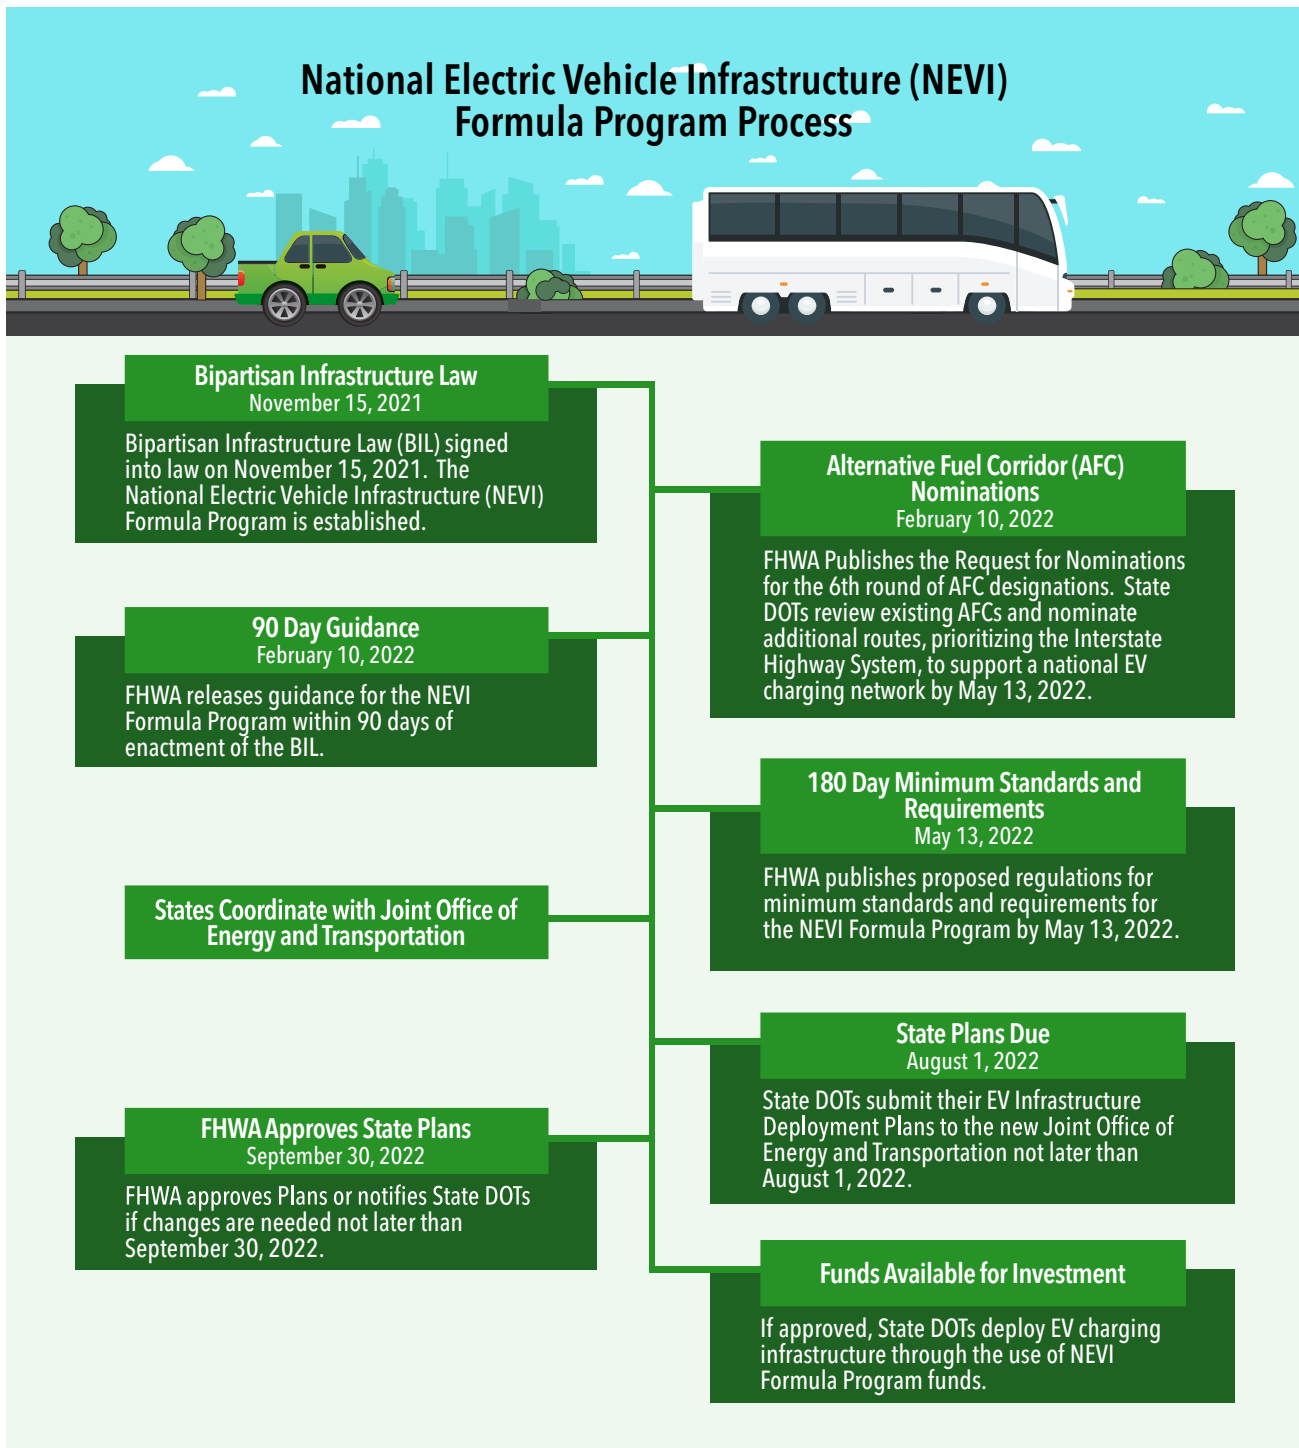 National Electric Vehicle Infrastructure (NEVI)
Formula Program Process
Bipartisan Infrastructure Law
November 15, 2021
Bipartisan Infrastructure Law (BIL) signed
into law on November 15, 2021. The
National Electric Vehicle Infrastructure (NEVI)
Formula Program is established.
Alternative Fuel Corridor (AFC)
Nominations
February 10, 2022
FHWA Publishes the Request for Nominations
for the 6th round of AFC designations. State
DOTs review existing AFCs and nominate
additional routes, prioritizing the Interstate
Highway System, to support a national EV
charging network by May 13, 2022.
90 Day Guidance
February 10, 2022
FHWA releases guidance for the NEVI
Formula Program within 90 days of
enactment of the BIL.
180 Day Minimum Standards and
Requirements
May 13, 2022
FHWA publishes proposed regulations for
minimum standards and requirements for
the NEVI Formula Program by May 13, 2022.
States Coordinate with Joint Office of
Energy and Transportation
State Plans Due
August 1, 2022
State DOTs submit their EV Infrastructure
Deployment Plans to the new Joint Office of
Energy and Transportation not later than
August 1, 2022.
FHWA Approves State Plans
September 30, 2022
FHWA approves Plans or notifies State DOTs
if changes are needed not later than
September 30, 2022.
Funds Available for Investment
If approved, State DOTs deploy EV charging
infrastructure through the use of NEVI
Formula Program funds.